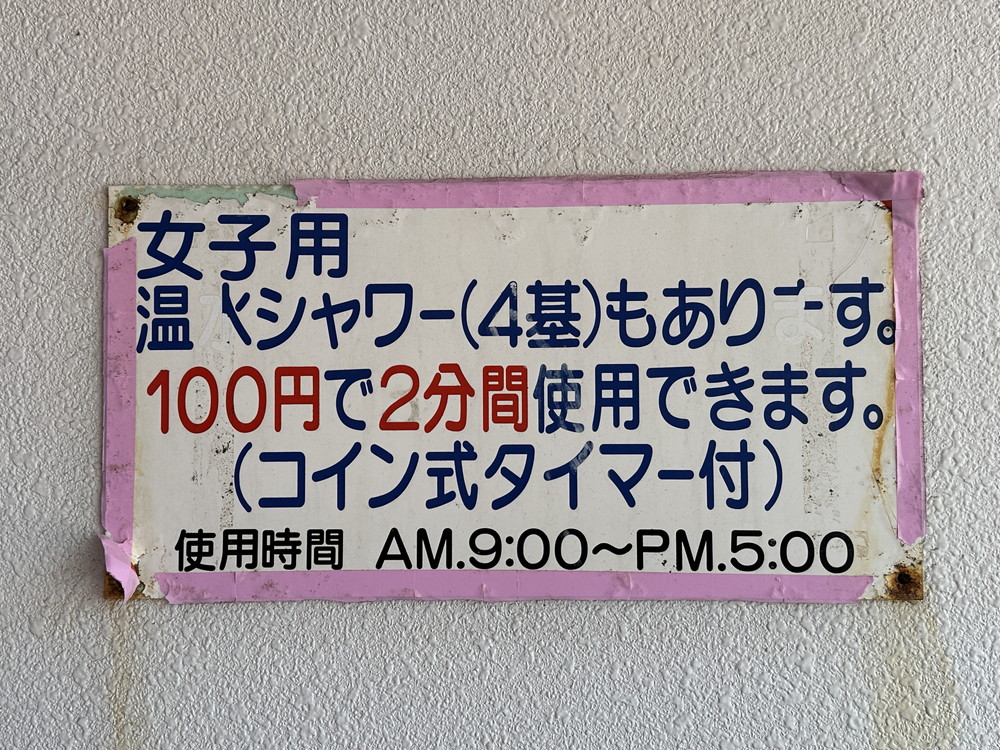 女子用
温水シャワー(4基)もあります。
100円で2分間使用できます。
(コイン式タイマー付)
使用時間 AM.9:00〜PM.5:00